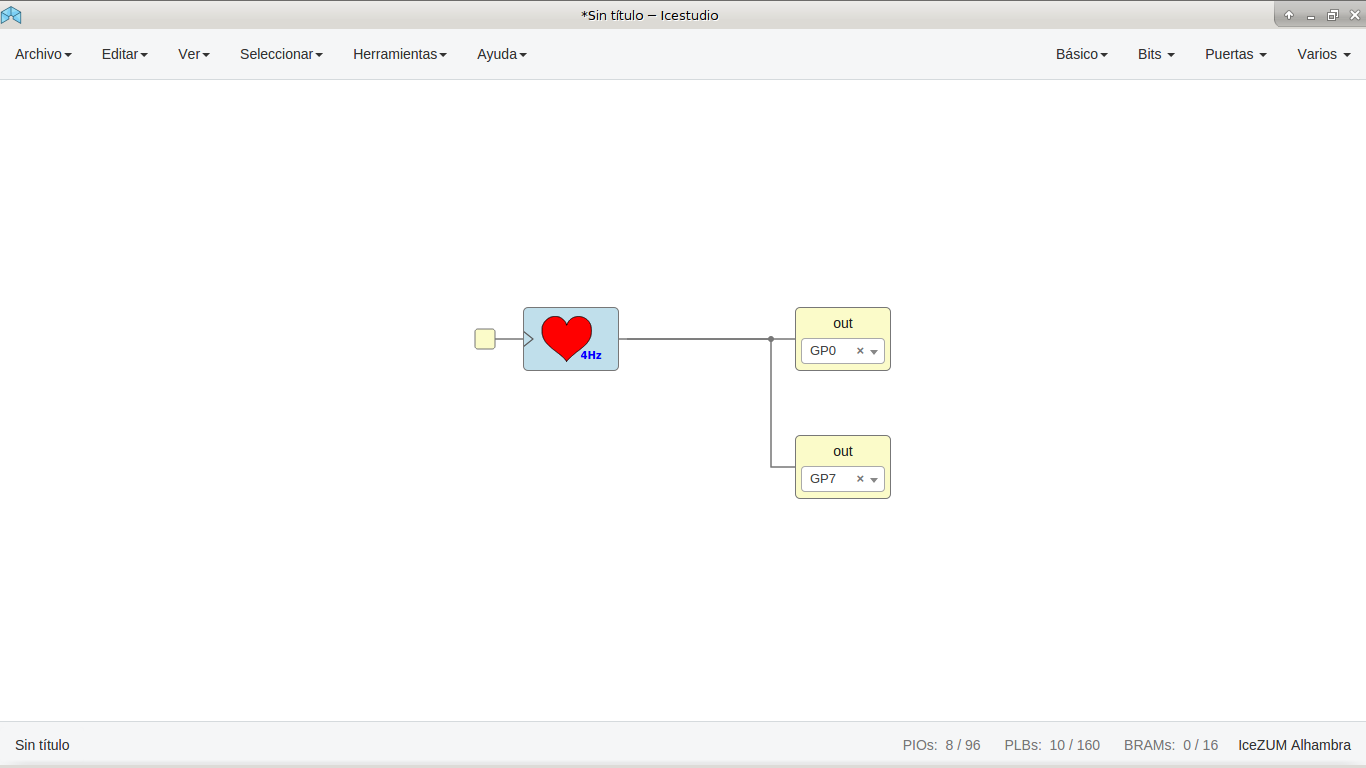 *Sin título – Icestudio
Archivo Editar Ver Seleccionar Herramientas Ayuda Básico Bits Puertas Varios
4Hz
out
GP0
out
GP7
Sin título PIOs: 8 / 96 PLBs: 10 / 160 BRAMs: 0 / 16 IceZUM Alhambra